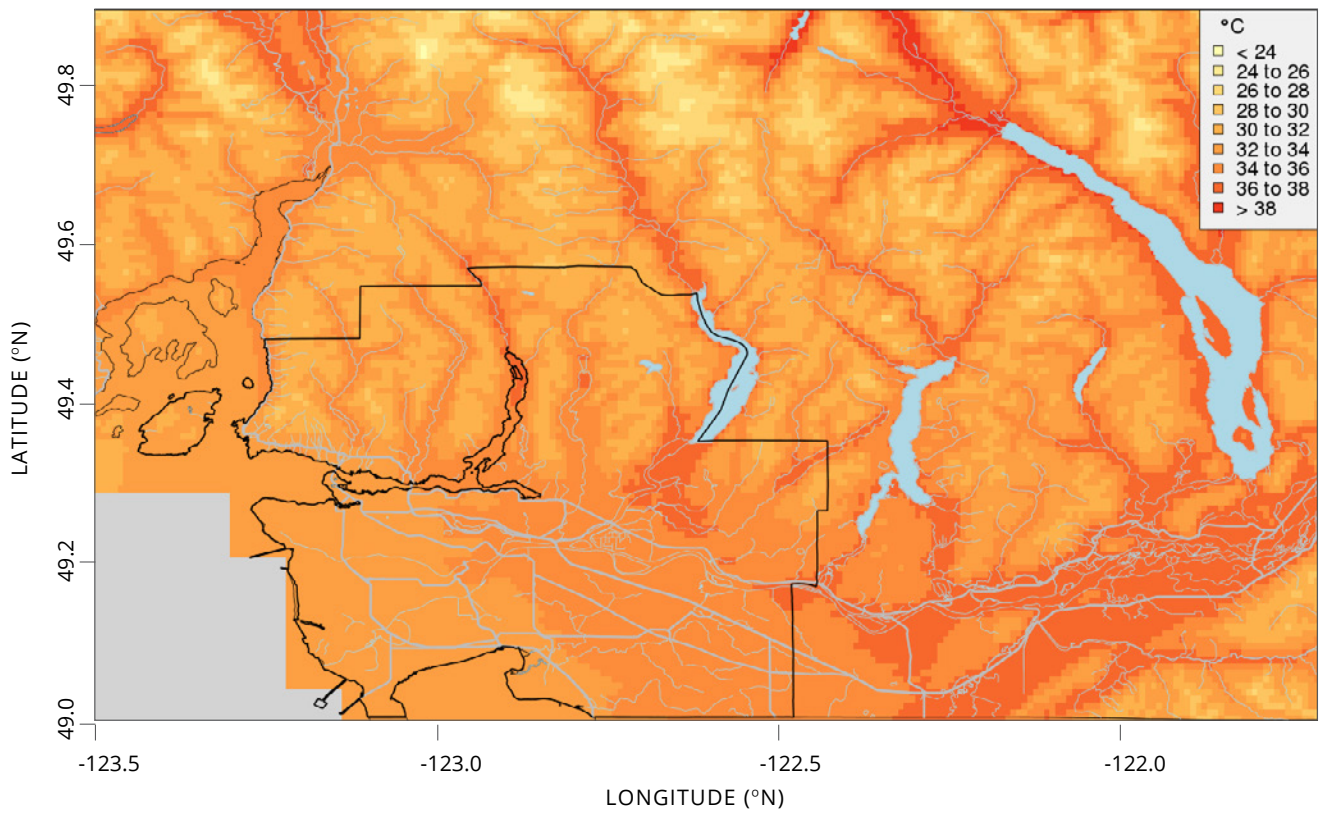 °C
< 24
24 to 26
26 to 28
28 to 30
30 to 32
32 to 34
34 to 36
36 to 38
> 38
49.8
49.6
49.4
49.2
49.0
LATITUDE (ºN)
-123.5
-123.0
-122.5
-122.0
LONGITUDE (ºN)